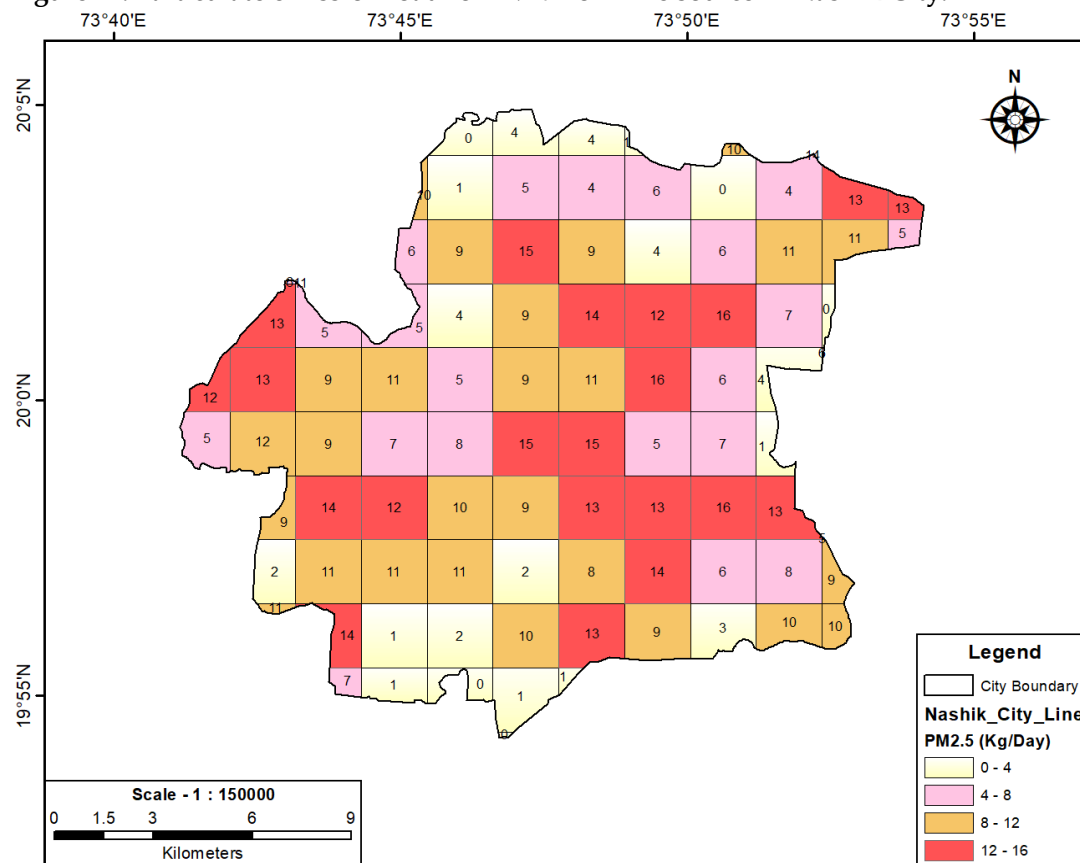 73°40'E 73°45'E 73°50'E 73°55'E
20°5'N
20°0'N
19°55'N
N
0 4 4 1 10 14
10 1 5 4 6 0 4 13 13
6 9 15 9 4 6 11 11 5
13 5 5 4 9 14 12 16 7 0
6
12 13 9 11 5 9 11 16 6 4
5 12 9 7 8 15 15 5 7 1
9 14 12 10 9 13 13 16 13
2 11 11 11 2 8 14 6 8 9
11 14 1 2 10 13 9 3 10 10
7 1 0 1 1
0
Legend
City Boundary
Nashik_City_Line
PM2.5 (Kg/Day)
0 - 4
4 - 8
8 - 12
12 - 16
Scale - 1 : 150000
0 1.5 3 6 9
Kilometers